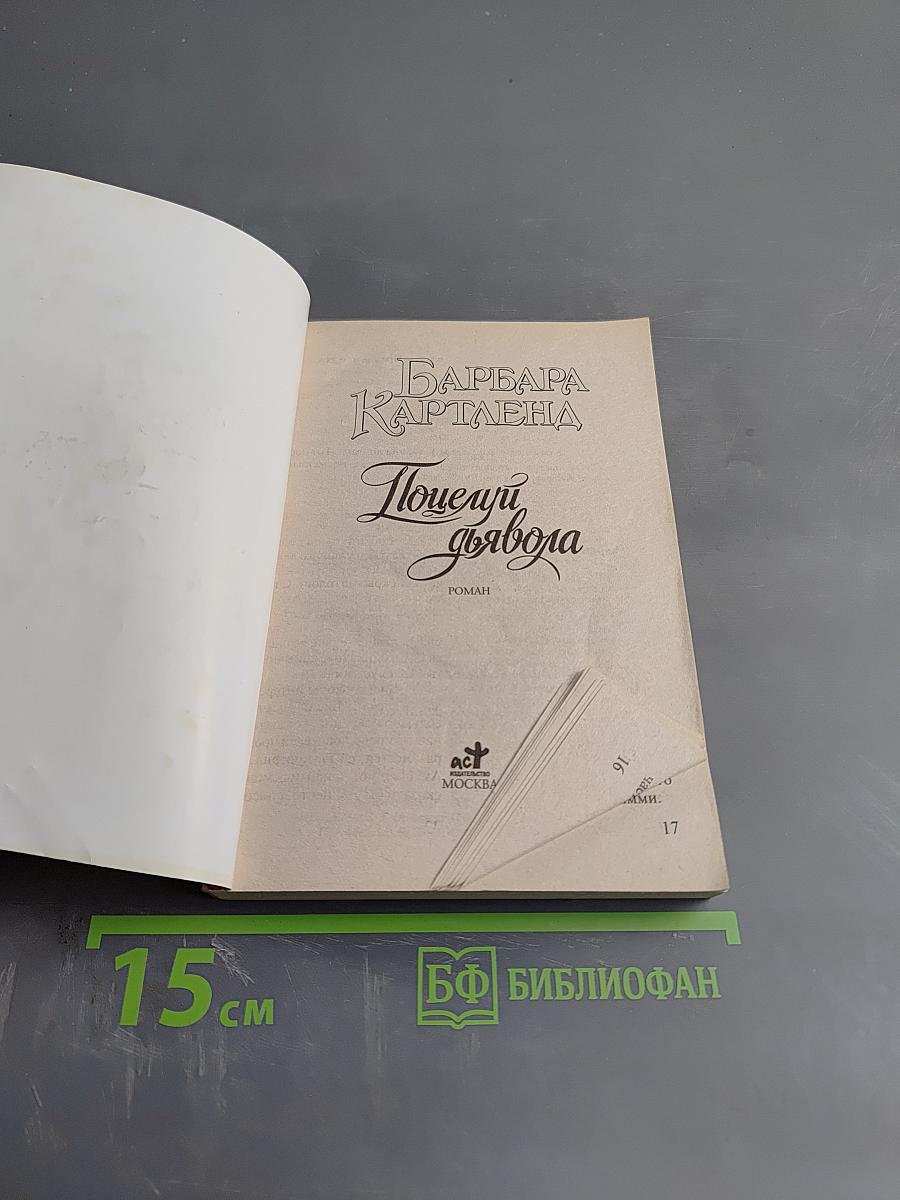 БАРБАРА
КАРТЛЕНД
Поцелуй
дьявола
РОМАН
аст
ИЗДАТЕЛЬСТВО
МОСКВА
16
17
15 см
БФ БИБЛИОФАН